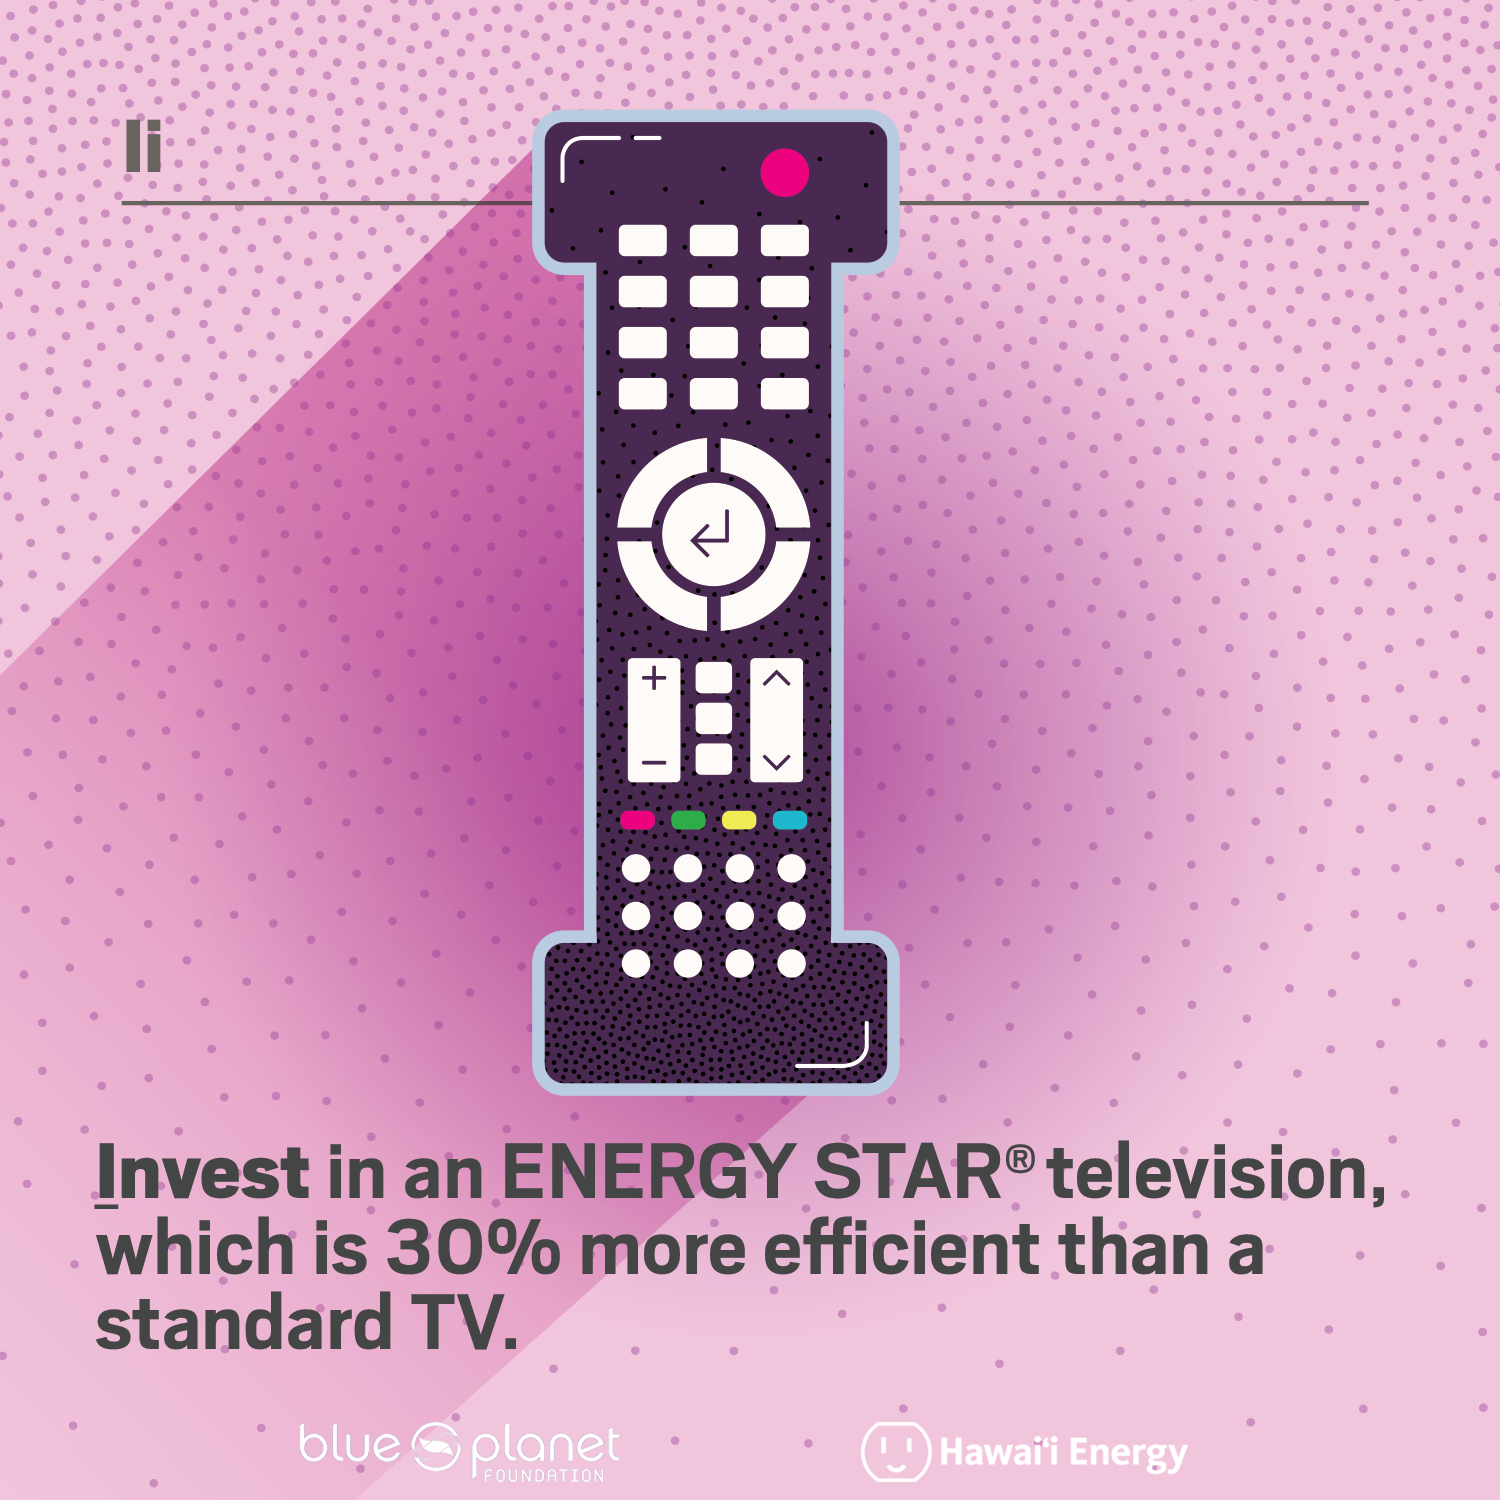 Ii
Invest in an ENERGY STAR® television,
which is 30% more efficient than a
standard TV.
blue planet
FOUNDATION
Hawai‘i Energy